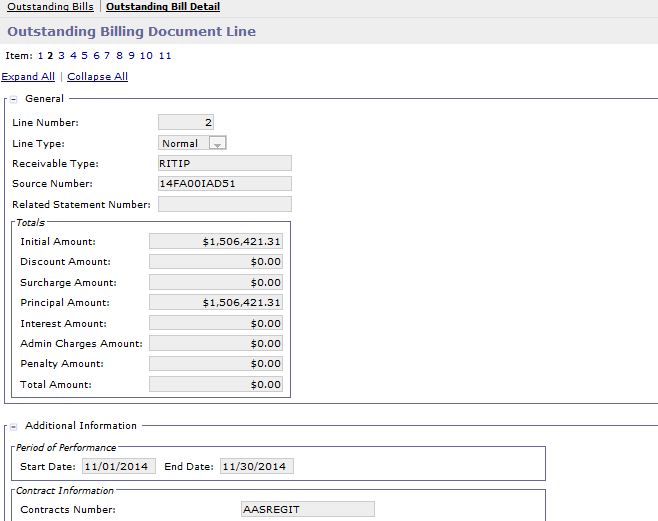 Outstanding Bills | Outstanding Bill Detail
Outstanding Billing Document Line
Item: 1 2 3 4 5 6 7 8 9 10 11
Expand All | Collapse All
General
Line Number: 2
Line Type: Normal
Receivable Type: RITIP
Source Number: 14FA00IAD51
Related Statement Number:
Totals
Initial Amount: $1,506,421.31
Discount Amount: $0.00
Surcharge Amount: $0.00
Principal Amount: $1,506,421.31
Interest Amount: $0.00
Admin Charges Amount: $0.00
Penalty Amount: $0.00
Total Amount: $0.00
Additional Information
Period of Performance
Start Date: 11/01/2014 End Date: 11/30/2014
Contract Information
Contracts Number: AASREGIT